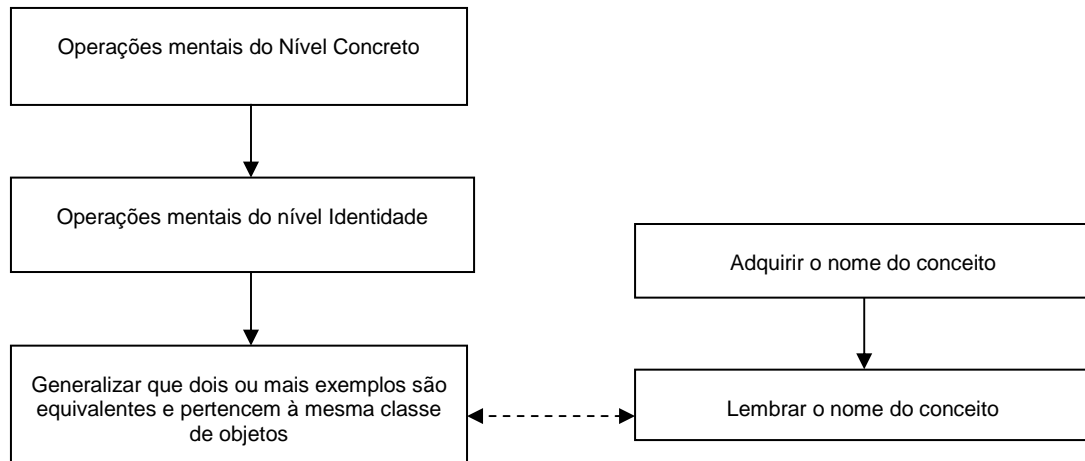 Operações mentais do Nível Concreto
Operações mentais do nível Identidade
Adquirir o nome do conceito
Generalizar que dois ou mais exemplos são
equivalentes e pertencem à mesma classe
de objetos
Lembrar o nome do conceito